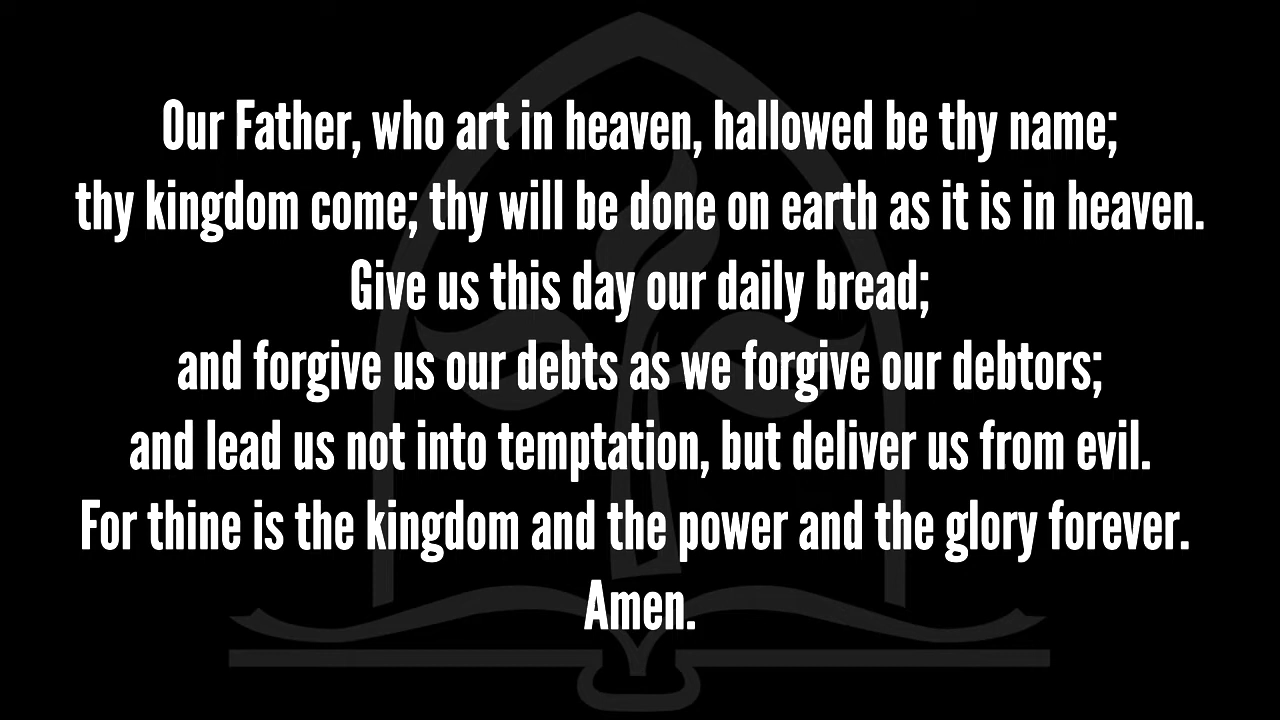 Our Father, who art in heaven, hallowed be thy name;
thy kingdom come; thy will be done on earth as it is in heaven.
Give us this day our daily bread;
and forgive us our debts as we forgive our debtors;
and lead us not into temptation, but deliver us from evil.
For thine is the kingdom and the power and the glory forever.
Amen.